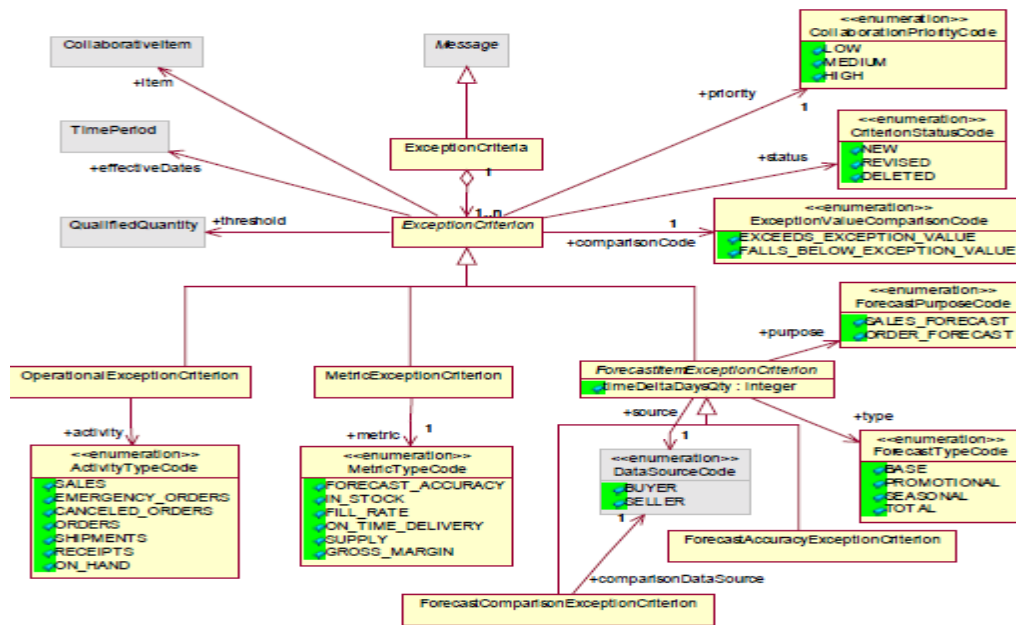 <<enumeration>>
CollaborationPriorityCode
LOW
MEDIUM
HIGH
CollaborativeItem
Message
+item
+priority
1
<<enumeration>>
CriterionStatusCode
NEW
REVISED
DELETED
TimePeriod
+effectiveDates
ExceptionCriteria
1
+status
1..n
<<enumeration>>
ExceptionValueComparisonCode
EXCEEDS_EXCEPTION_VALUE
FALLS_BELOW_EXCEPTION_VALUE
QualifiedQuantity
+threshold
ExceptionCriterion
1
+comparisonCode
<<enumeration>>
ForecastPurposeCode
SALES_FORECAST
ORDER_FORECAST
+purpose
OperationalExceptionCriterion
MetricExceptionCriterion
ForecastItemExceptionCriterion
timeDeltaDaysQty : Integer
+activity
+metric
1
+source
1
+type
<<enumeration>>
ActivityTypeCode
SALES
EMERGENCY_ORDERS
CANCELED_ORDERS
ORDERS
SHIPMENTS
RECEIPTS
ON_HAND
<<enumeration>>
MetricTypeCode
FORECAST_ACCURACY
IN_STOCK
FILL_RATE
ON_TIME_DELIVERY
SUPPLY
GROSS_MARGIN
<<enumeration>>
DataSourceCode
BUYER
SELLER
1
<<enumeration>>
ForecastTypeCode
BASE
PROMOTIONAL
SEASONAL
TOTAL
ForecastAccuracyExceptionCriterion
+comparisonDataSource
ForecastComparisonExceptionCriterion